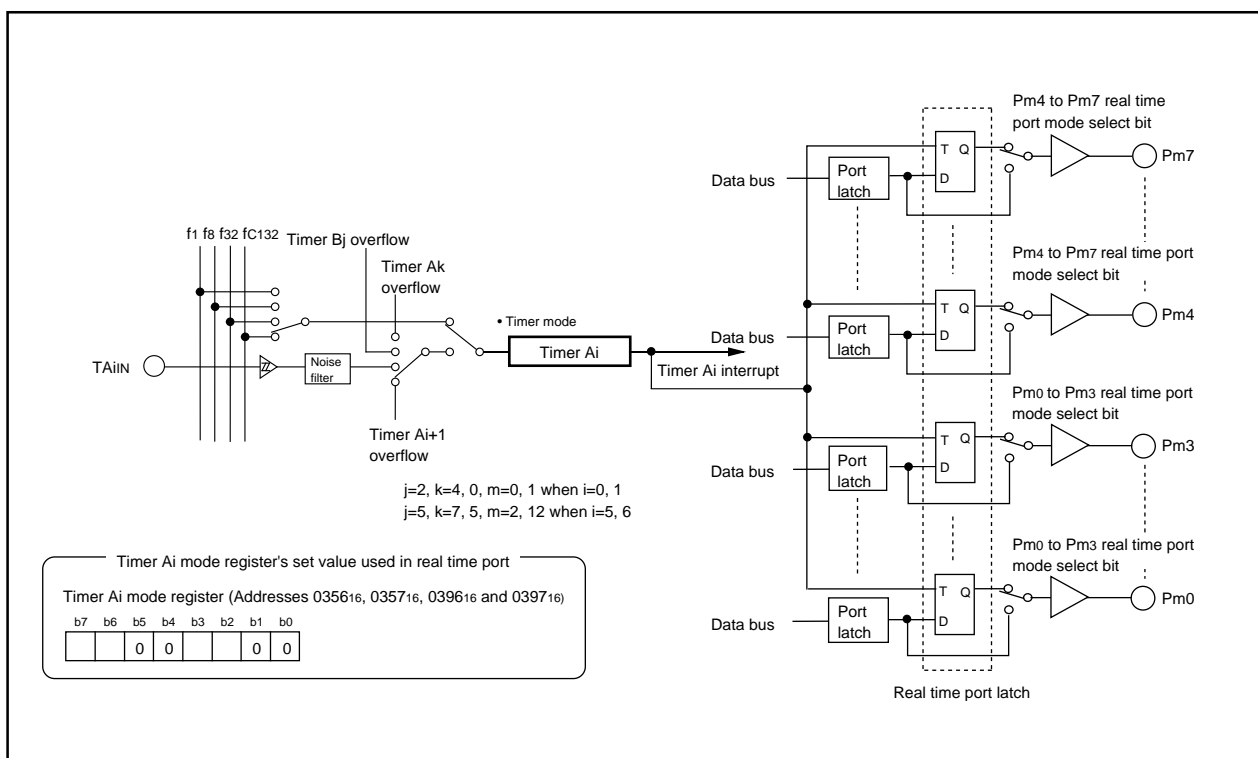 Pm4 to Pm7 real time
port mode select bit
T Q
D
Pm7
Data bus
Port
latch
f1 f8 f32 fC132
Timer Bj overflow
Timer Ak
overflow
Pm4 to Pm7 real time port
mode select bit
T Q
D
Pm4
Data bus
Port
latch
• Timer mode
Timer Ai
Timer Ai interrupt
TAiIN
Noise
filter
Timer Ai+1
overflow
Pm0 to Pm3 real time port
mode select bit
T Q
D
Pm3
Data bus
Port
latch
j=2, k=4, 0, m=0, 1 when i=0, 1
j=5, k=7, 5, m=2, 12 when i=5, 6
Pm0 to Pm3 real time port
mode select bit
T Q
D
Pm0
Data bus
Port
latch
Real time port latch
Timer Ai mode register's set value used in real time port
Timer Ai mode register (Addresses 035616, 035716, 039616 and 039716)
b7 b6 b5 b4 b3 b2 b1 b0
0 0 0 0